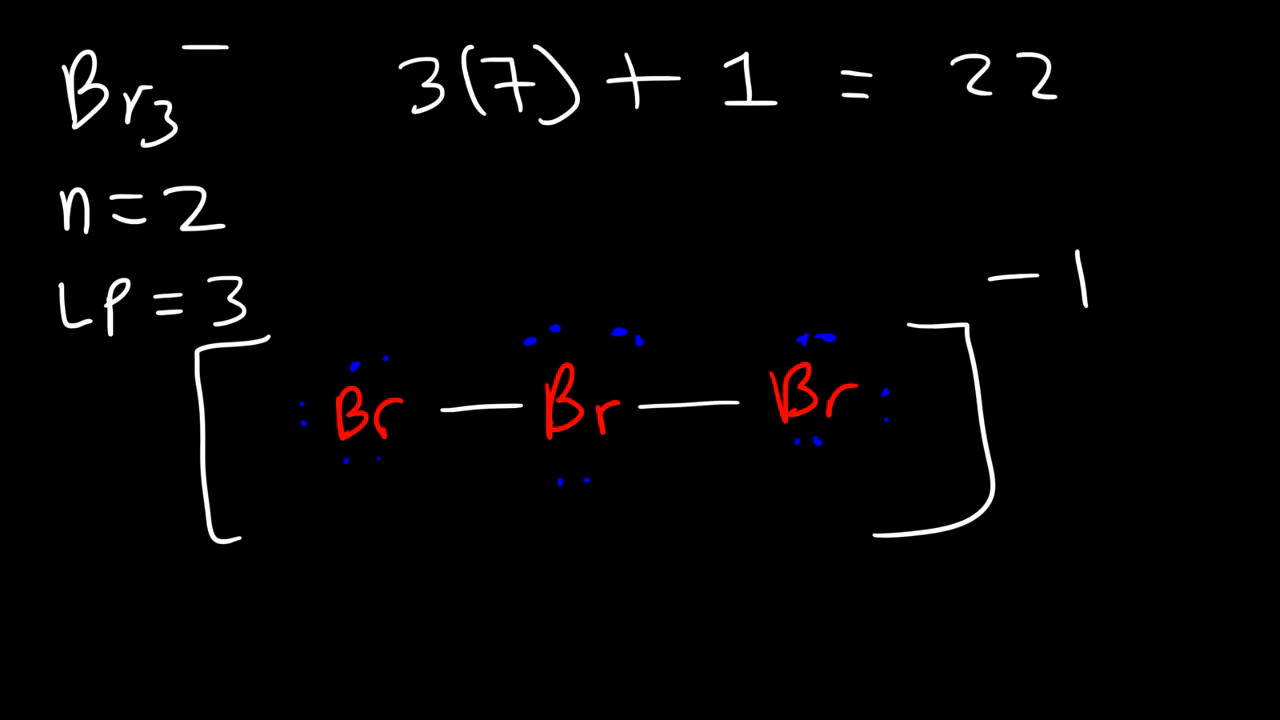 Br₃⁻ 3(7) + 1 = 22
n = 2
LP = 3
[Br — Br — Br]⁻¹